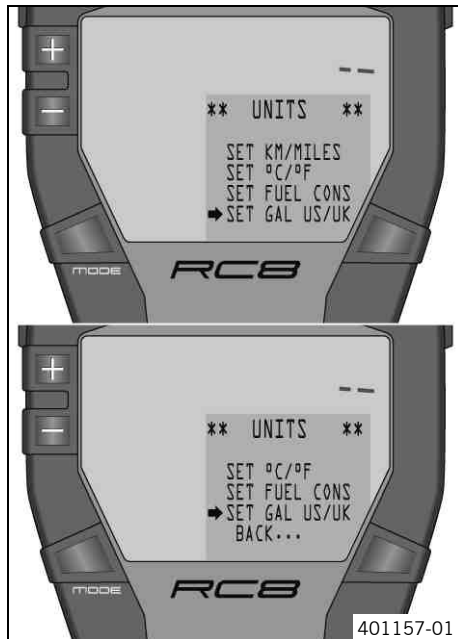 +
--
** UNITS **
SET KM/MILES
SET °C/°F
SET FUEL CONS
➡SET GAL US/UK
MODE
RC8
+
--
** UNITS **
SET °C/°F
SET FUEL CONS
➡SET GAL US/UK
BACK...
MODE
RC8
401157-01